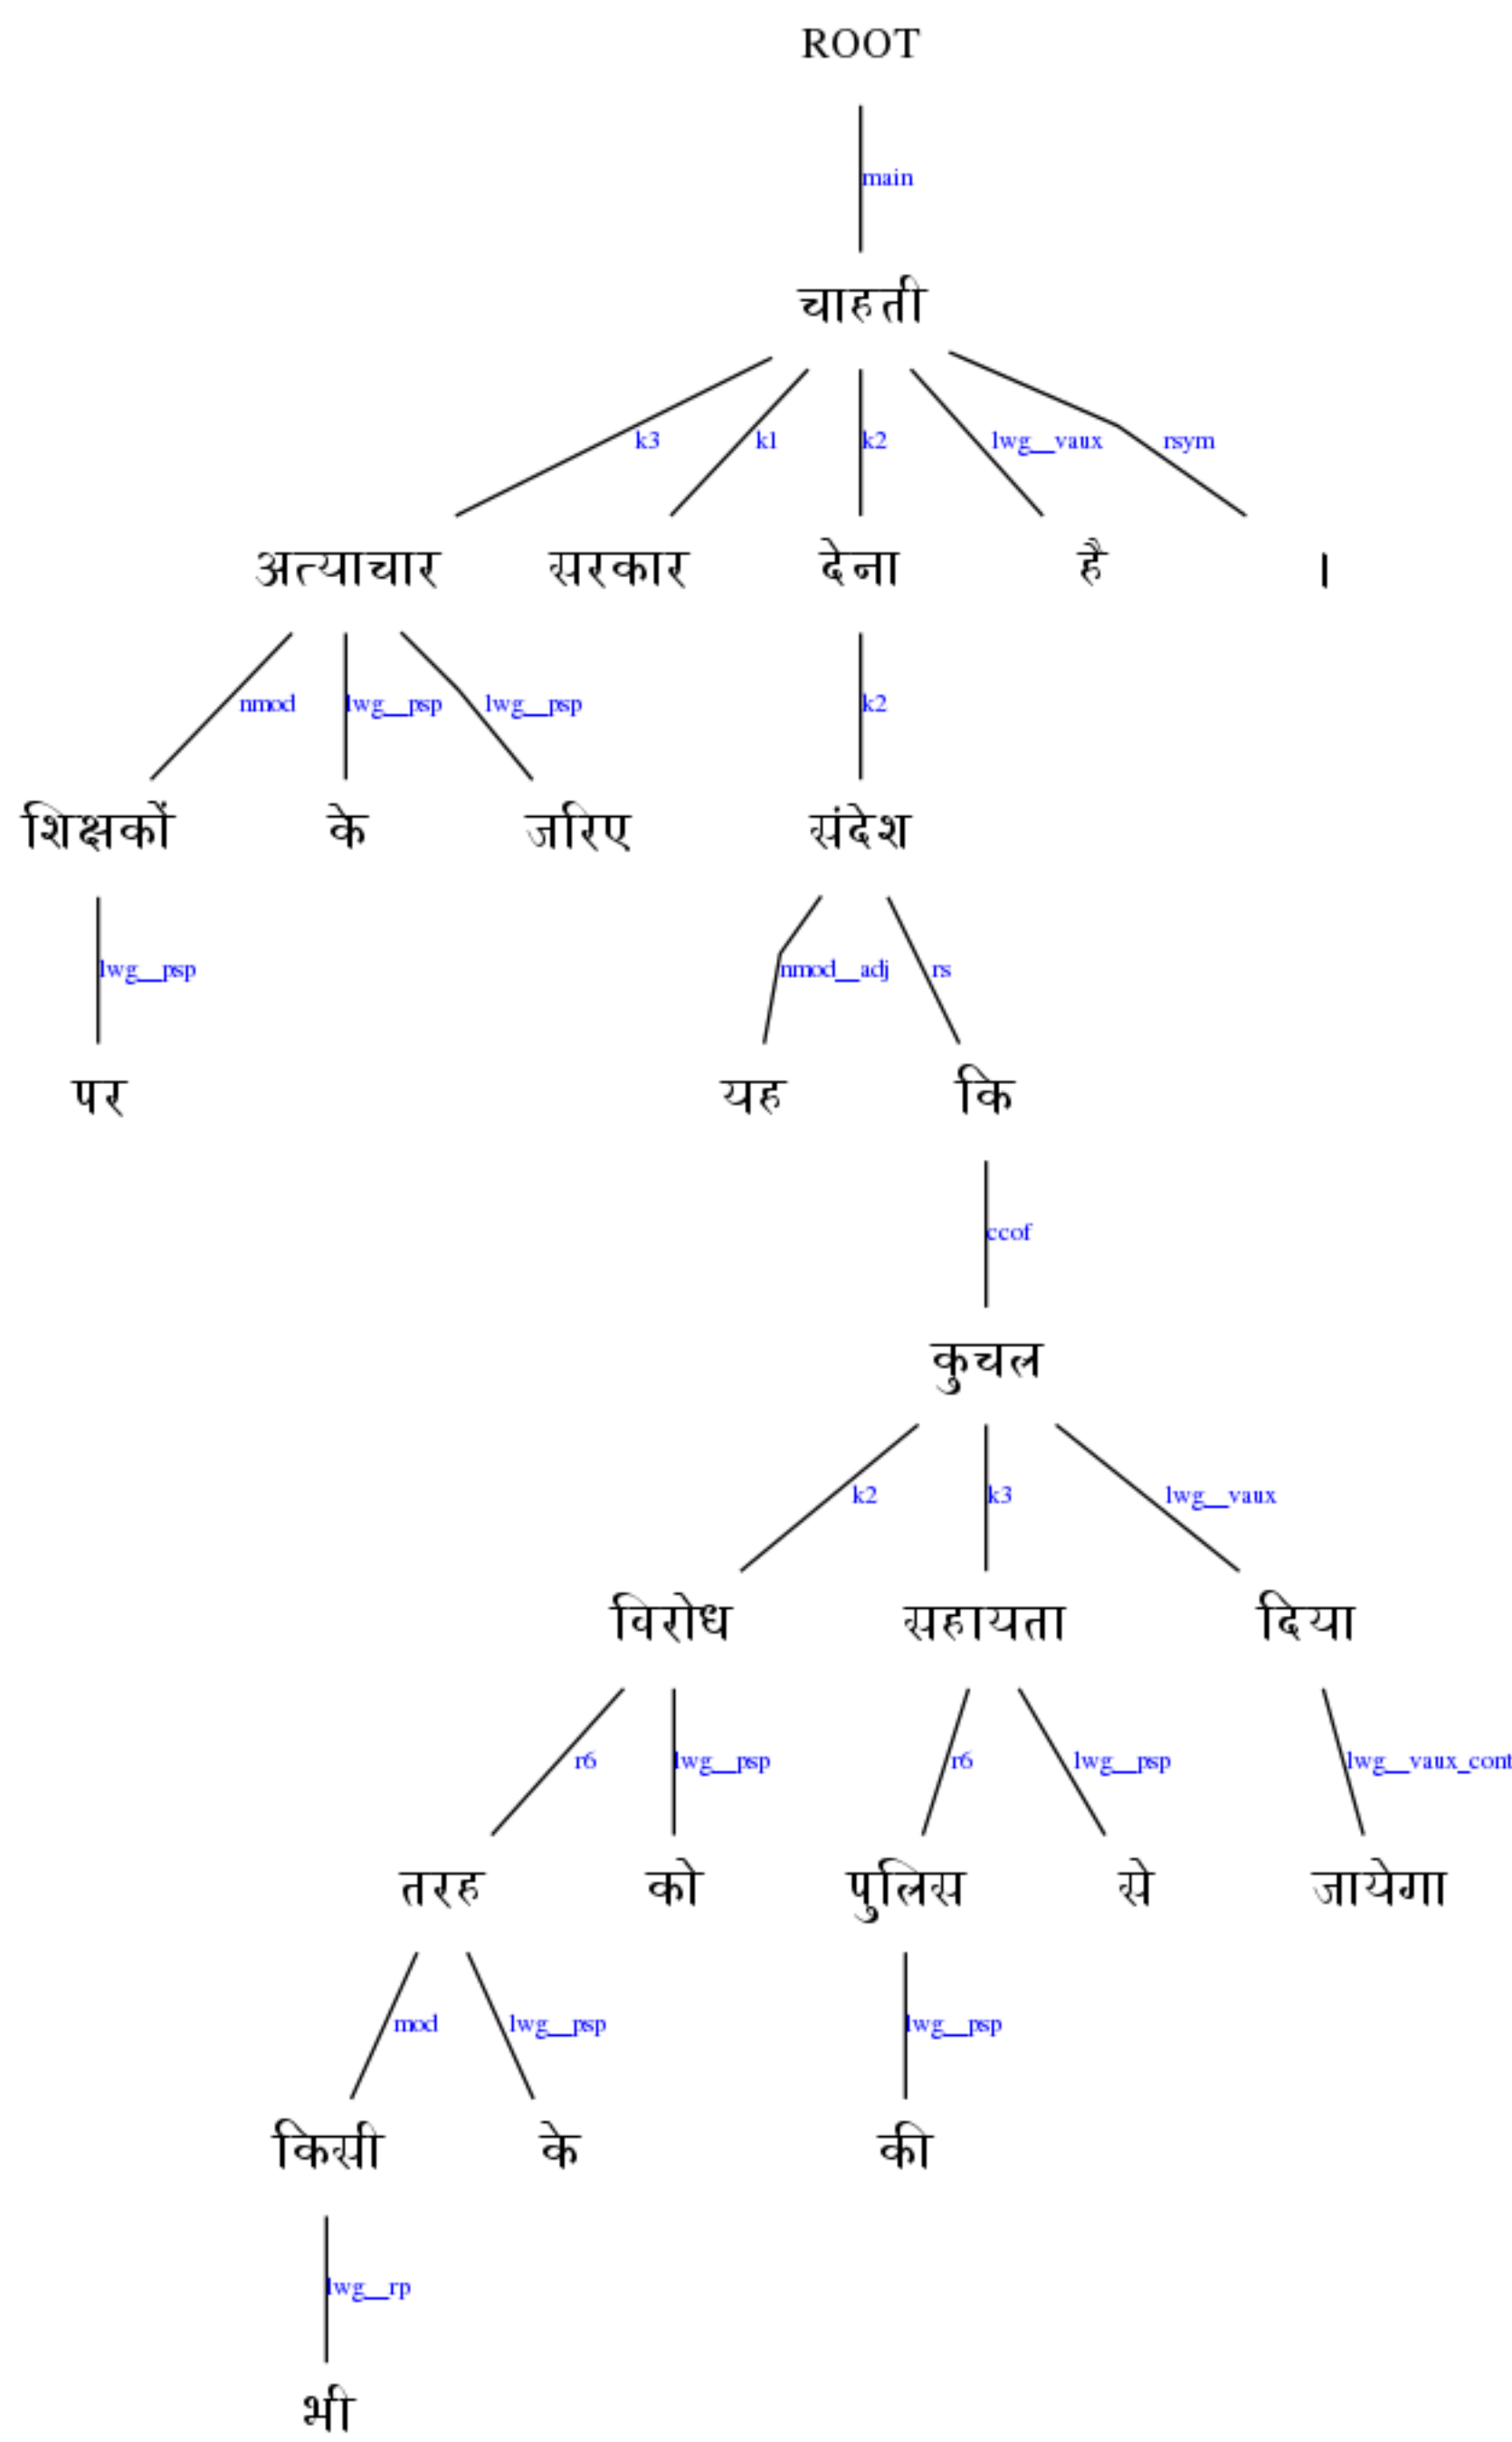 ROOT
main
चाहती
k3 k1 k2 lwg__vaux rsym
अत्याचार सरकार देना है ।
nmod lwg__psp lwg__psp k2
शिक्षकों के जरिए संदेश
lwg__psp nmod__adj rs
पर यह कि
ccof
कुचल
k2 k3 lwg__vaux
विरोध सहायता दिया
r6 lwg__psp r6 lwg__psp lwg__vaux_cont
तरह को पुलिस से जायेगा
mod lwg__psp lwg__psp
किसी के की
lwg__rp
भी